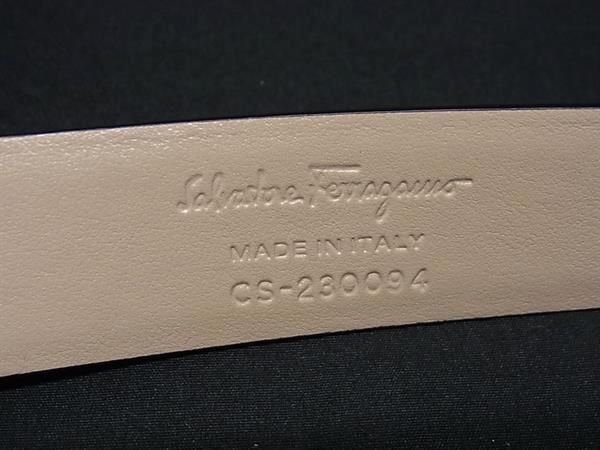 Salvatore Ferragamo
MADE IN ITALY
CS-230094